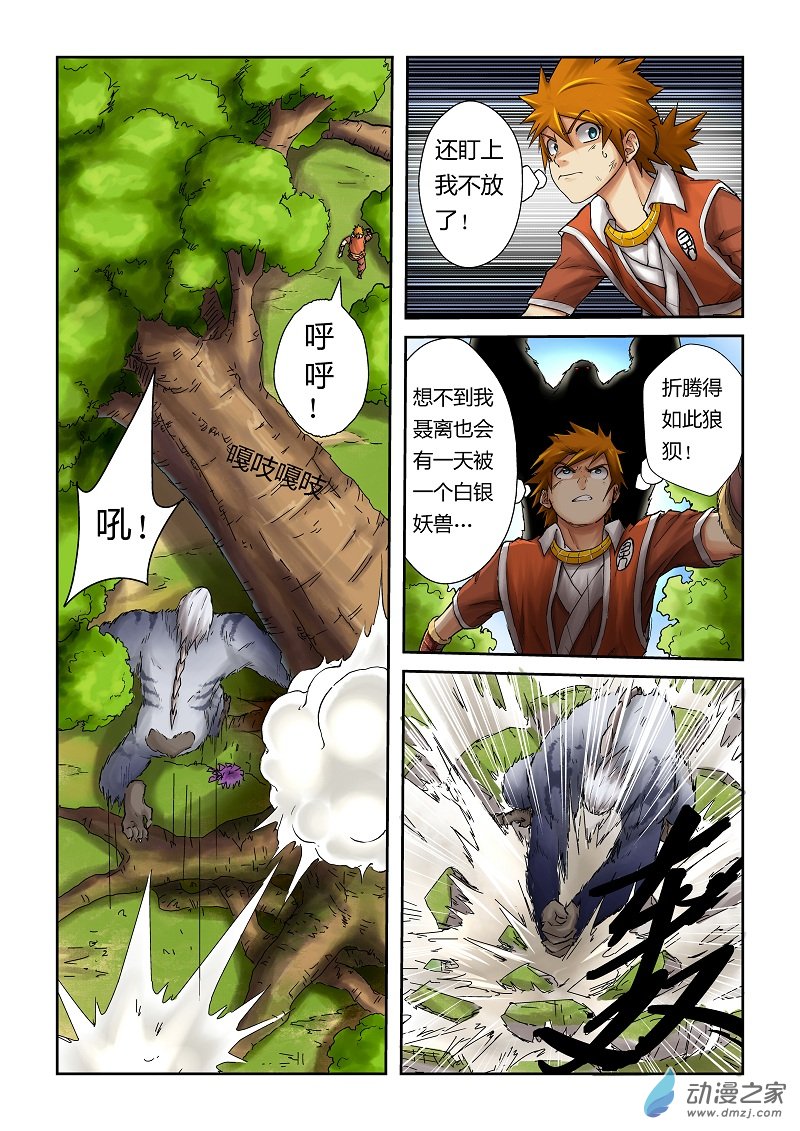 呼
呼！
嘎吱嘎吱
吼！
还盯上
我不放
了！
想不到我
聂离也会
有一天被
一个白银
妖兽…
折腾得
如此狼
狈！
轰
动漫之家
www.dmzj.com